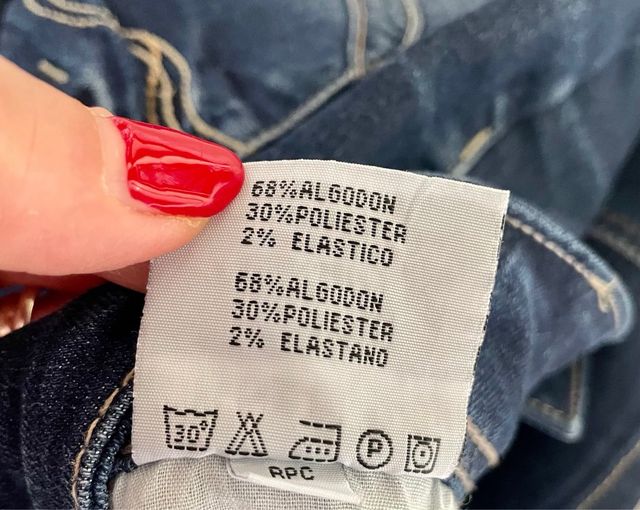 68%ALGODON
30%POLIESTER
2% ELASTICO
68%ALGODON
30%POLIESTER
2% ELASTANO
30°
P
RPC